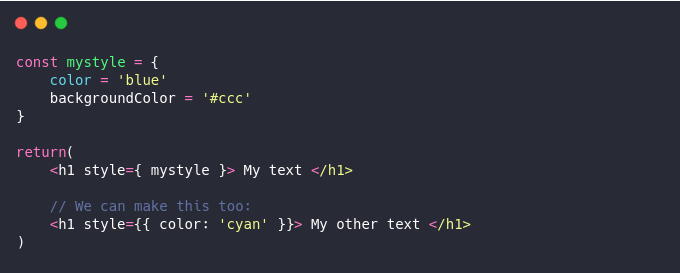 const mystyle = {
    color = 'blue'
    backgroundColor = '#ccc'
}

return(
    <h1 style={ mystyle }> My text </h1>

    // We can make this too:
    <h1 style={{ color: 'cyan' }}> My other text </h1>
)